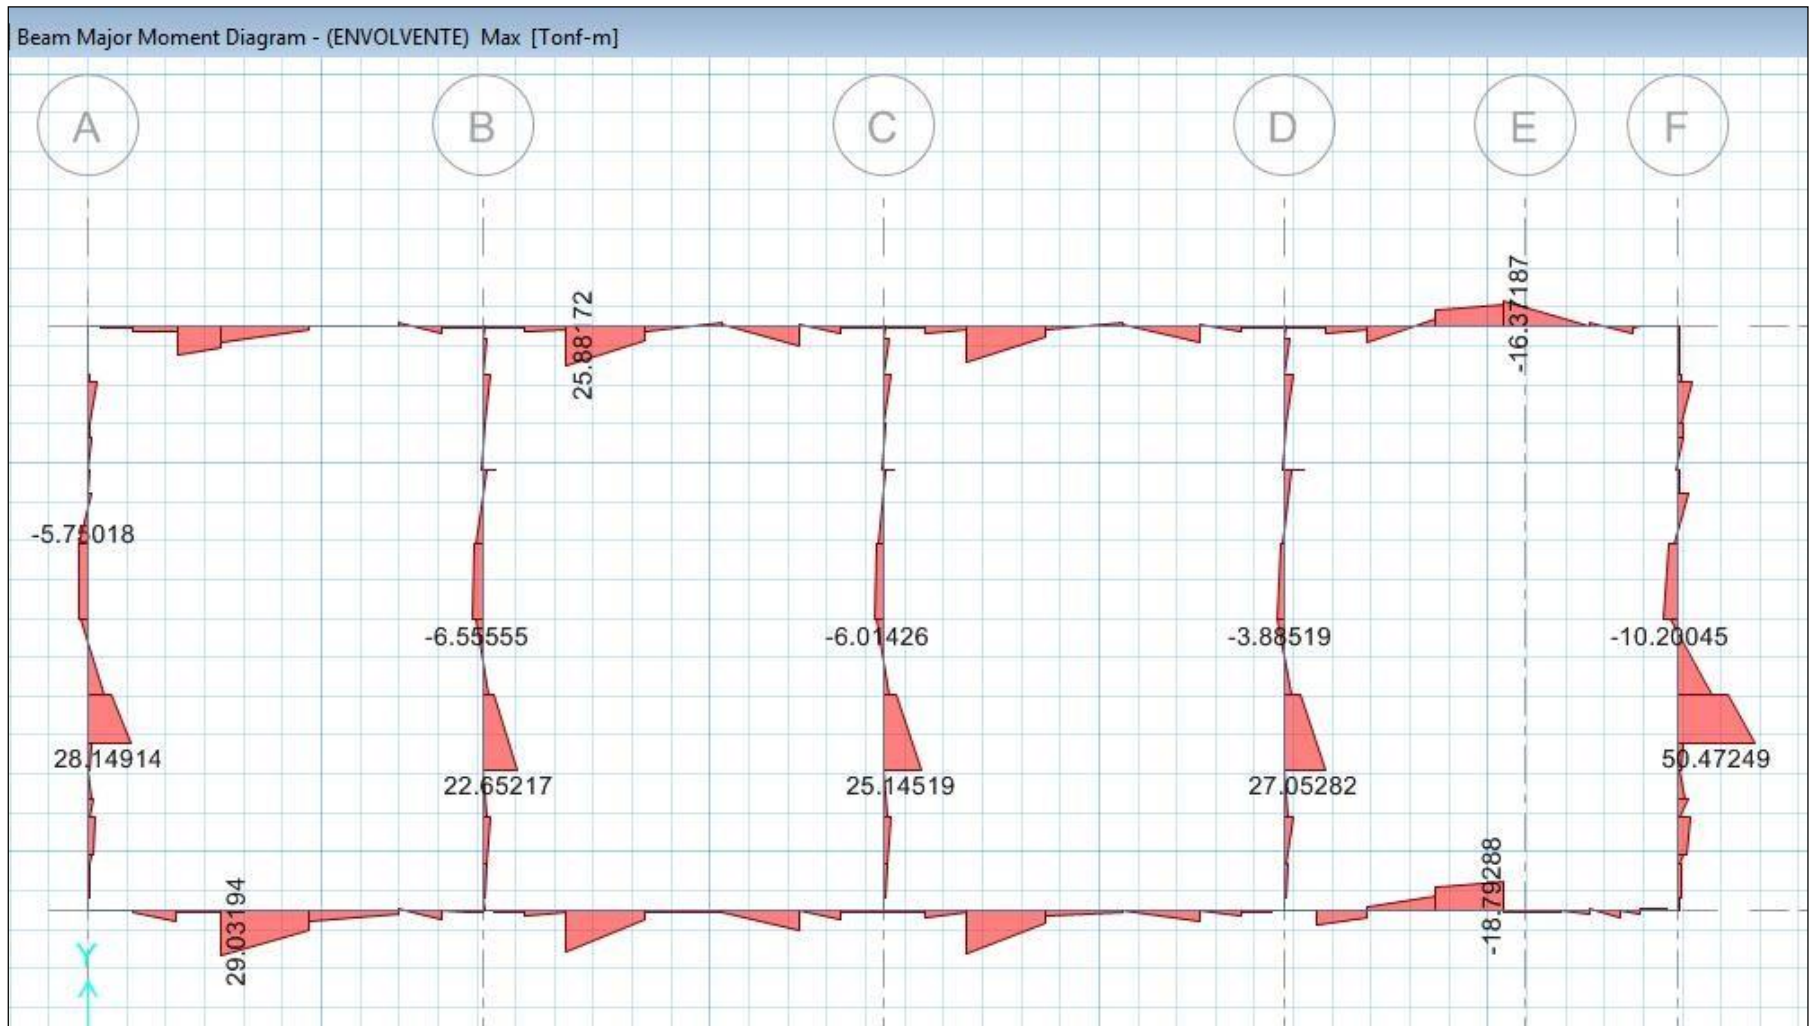 Beam Major Moment Diagram - (ENVOLVENTE) Max [Tonf-m]
A
B
C
D
E
F
25.88172
-16.37187
-5.75018
-6.55555
-6.01426
-3.88519
-10.20045
28.14914
22.65217
25.14519
27.05282
50.47249
29.03194
-18.79288
Y